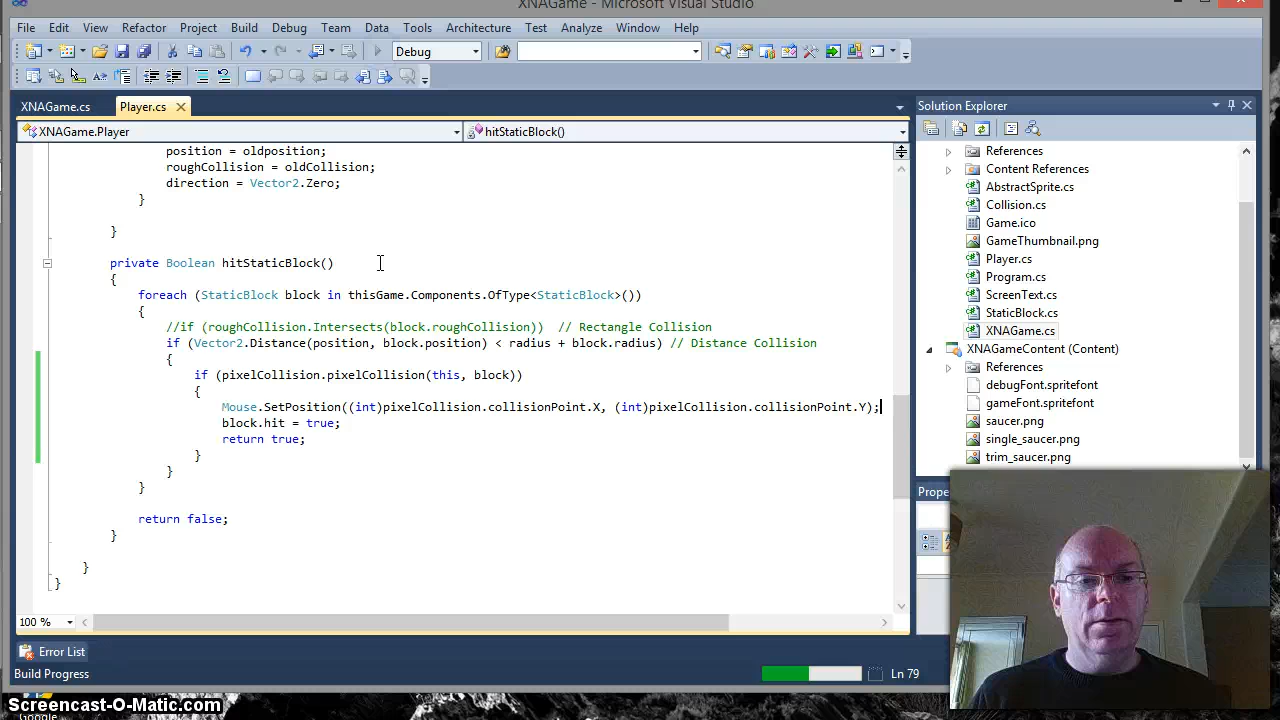 XNAGame - Microsoft Visual Studio
File Edit View Refactor Project Build Debug Team Data Tools Architecture Test Analyze Window Help
Debug
XNAGame.cs Player.cs
XNAGame.Player hitStaticBlock()
position = oldposition;
roughCollision = oldCollision;
direction = Vector2.Zero;
}
}
private Boolean hitStaticBlock()
{
foreach (StaticBlock block in thisGame.Components.OfType<StaticBlock>())
{
//if (roughCollision.Intersects(block.roughCollision)) // Rectangle Collision
if (Vector2.Distance(position, block.position) < radius + block.radius) // Distance Collision
{
if (pixelCollision.pixelCollision(this, block))
{
Mouse.SetPosition((int)pixelCollision.collisionPoint.X, (int)pixelCollision.collisionPoint.Y);
block.hit = true;
return true;
}
}
}
return false;
}
}
}
100 %
Error List
Build Progress
Ln 79
Solution Explorer
References
Content References
AbstractSprite.cs
Collision.cs
Game.ico
GameThumbnail.png
Player.cs
Program.cs
ScreenText.cs
StaticBlock.cs
XNAGame.cs
XNAGameContent (Content)
References
debugFont.spritefont
gameFont.spritefont
saucer.png
single_saucer.png
trim_saucer.png
Prope
Screencast-O-Matic.com
Google